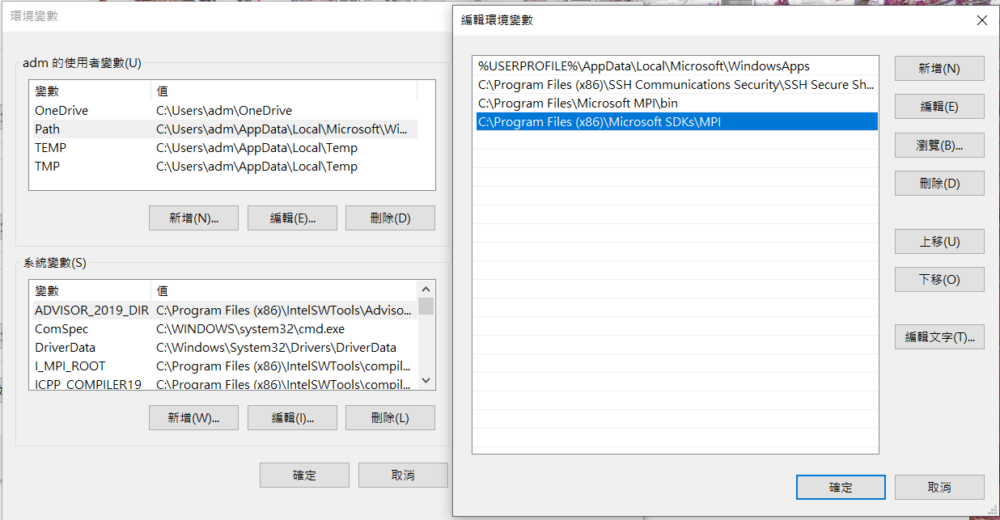 環境變數
adm 的使用者變數(U)
變數 值
OneDrive C:\Users\adm\OneDrive
Path C:\Users\adm\AppData\Local\Microsoft\Wi...
TEMP C:\Users\adm\AppData\Local\Temp
TMP C:\Users\adm\AppData\Local\Temp
新增(N)... 編輯(E)... 刪除(D)
系統變數(S)
變數 值
ADVISOR_2019_DIR C:\Program Files (x86)\IntelSWTools\Adviso...
ComSpec C:\WINDOWS\system32\cmd.exe
DriverData C:\Windows\System32\Drivers\DriverData
I_MPI_ROOT C:\Program Files (x86)\IntelSWTools\compil...
ICPP_COMPILER19 C:\Program Files (x86)\IntelSWTools\compil...
新增(W)... 編輯(I)... 刪除(L)
確定 取消
編輯環境變數
%USERPROFILE%\AppData\Local\Microsoft\WindowsApps
C:\Program Files (x86)\SSH Communications Security\SSH Secure Sh...
C:\Program Files\Microsoft MPI\bin
C:\Program Files (x86)\Microsoft SDKs\MPI
新增(N)
編輯(E)
瀏覽(B)...
刪除(D)
上移(U)
下移(O)
編輯文字(T)...
確定 取消